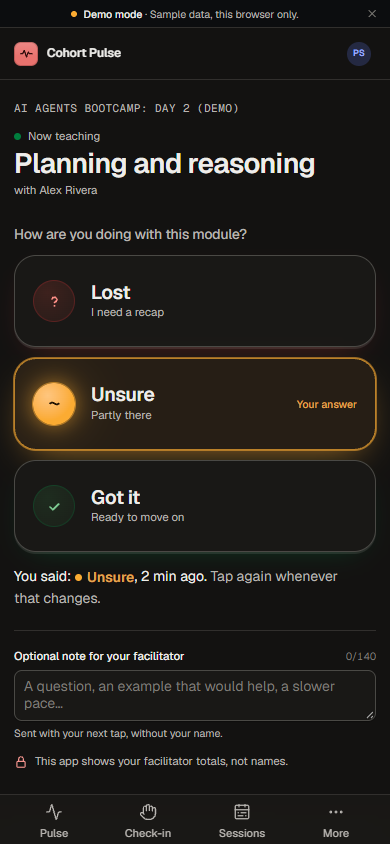 Demo mode · Sample data, this browser only.
Cohort Pulse
PS
AI AGENTS BOOTCAMP: DAY 2 (DEMO)
Now teaching
Planning and reasoning
with Alex Rivera
How are you doing with this module?
?
Lost
I need a recap
~
Unsure
Partly there
Your answer
Got it
Ready to move on
You said: Unsure, 2 min ago. Tap again whenever
that changes.
Optional note for your facilitator
0/140
A question, an example that would help, a slower
pace…
Sent with your next tap, without your name.
This app shows your facilitator totals, not names.
Pulse
Check-in
Sessions
More